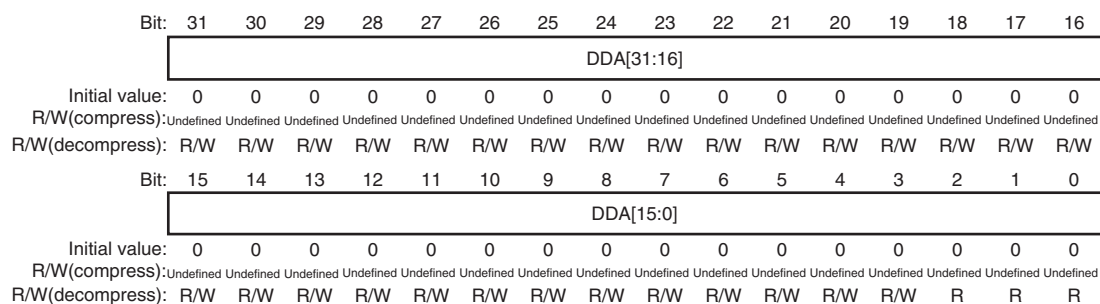 Bit: 31 30 29 28 27 26 25 24 23 22 21 20 19 18 17 16
DDA[31:16]
Initial value: 0 0 0 0 0 0 0 0 0 0 0 0 0 0 0 0
R/W(compress): Undefined Undefined Undefined Undefined Undefined Undefined Undefined Undefined Undefined Undefined Undefined Undefined Undefined Undefined Undefined Undefined
R/W(decompress): R/W R/W R/W R/W R/W R/W R/W R/W R/W R/W R/W R/W R/W R/W R/W R/W
Bit: 15 14 13 12 11 10 9 8 7 6 5 4 3 2 1 0
DDA[15:0]
Initial value: 0 0 0 0 0 0 0 0 0 0 0 0 0 0 0 0
R/W(compress): Undefined Undefined Undefined Undefined Undefined Undefined Undefined Undefined Undefined Undefined Undefined Undefined Undefined Undefined Undefined Undefined
R/W(decompress): R/W R/W R/W R/W R/W R/W R/W R/W R/W R/W R/W R/W R/W R R R